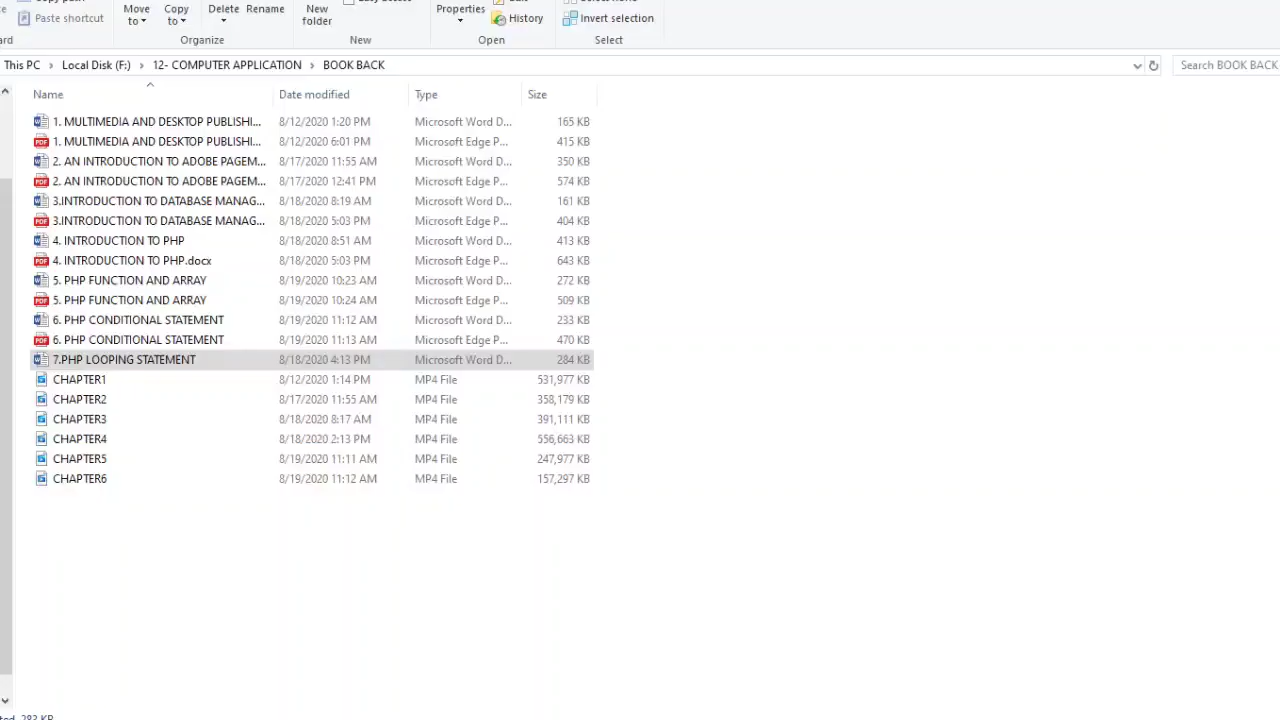 Paste shortcut
Move to
Copy to
Delete
Rename
New folder
Properties
History
Select none
Invert selection
Organize
New
Open
Select
This PC > Local Disk (F:) > 12- COMPUTER APPLICATION > BOOK BACK
Search BOOK BACK
Name Date modified Type Size
1. MULTIMEDIA AND DESKTOP PUBLISHI... 8/12/2020 1:20 PM Microsoft Word D... 165 KB
1. MULTIMEDIA AND DESKTOP PUBLISHI... 8/12/2020 6:01 PM Microsoft Edge P... 415 KB
2. AN INTRODUCTION TO ADOBE PAGEM... 8/17/2020 11:55 AM Microsoft Word D... 350 KB
2. AN INTRODUCTION TO ADOBE PAGEM... 8/17/2020 12:41 PM Microsoft Edge P... 574 KB
3.INTRODUCTION TO DATABASE MANAG... 8/18/2020 8:19 AM Microsoft Word D... 161 KB
3.INTRODUCTION TO DATABASE MANAG... 8/18/2020 5:03 PM Microsoft Edge P... 404 KB
4. INTRODUCTION TO PHP 8/18/2020 8:51 AM Microsoft Word D... 413 KB
4. INTRODUCTION TO PHP.docx 8/18/2020 5:03 PM Microsoft Edge P... 643 KB
5. PHP FUNCTION AND ARRAY 8/19/2020 10:23 AM Microsoft Word D... 272 KB
5. PHP FUNCTION AND ARRAY 8/19/2020 10:24 AM Microsoft Edge P... 509 KB
6. PHP CONDITIONAL STATEMENT 8/19/2020 11:12 AM Microsoft Word D... 233 KB
6. PHP CONDITIONAL STATEMENT 8/19/2020 11:13 AM Microsoft Edge P... 470 KB
7.PHP LOOPING STATEMENT 8/18/2020 4:13 PM Microsoft Word D... 284 KB
CHAPTER1 8/12/2020 1:14 PM MP4 File 531,977 KB
CHAPTER2 8/17/2020 11:55 AM MP4 File 358,179 KB
CHAPTER3 8/18/2020 8:17 AM MP4 File 391,111 KB
CHAPTER4 8/18/2020 2:13 PM MP4 File 556,663 KB
CHAPTER5 8/19/2020 11:11 AM MP4 File 247,977 KB
CHAPTER6 8/19/2020 11:12 AM MP4 File 157,297 KB
283 KB